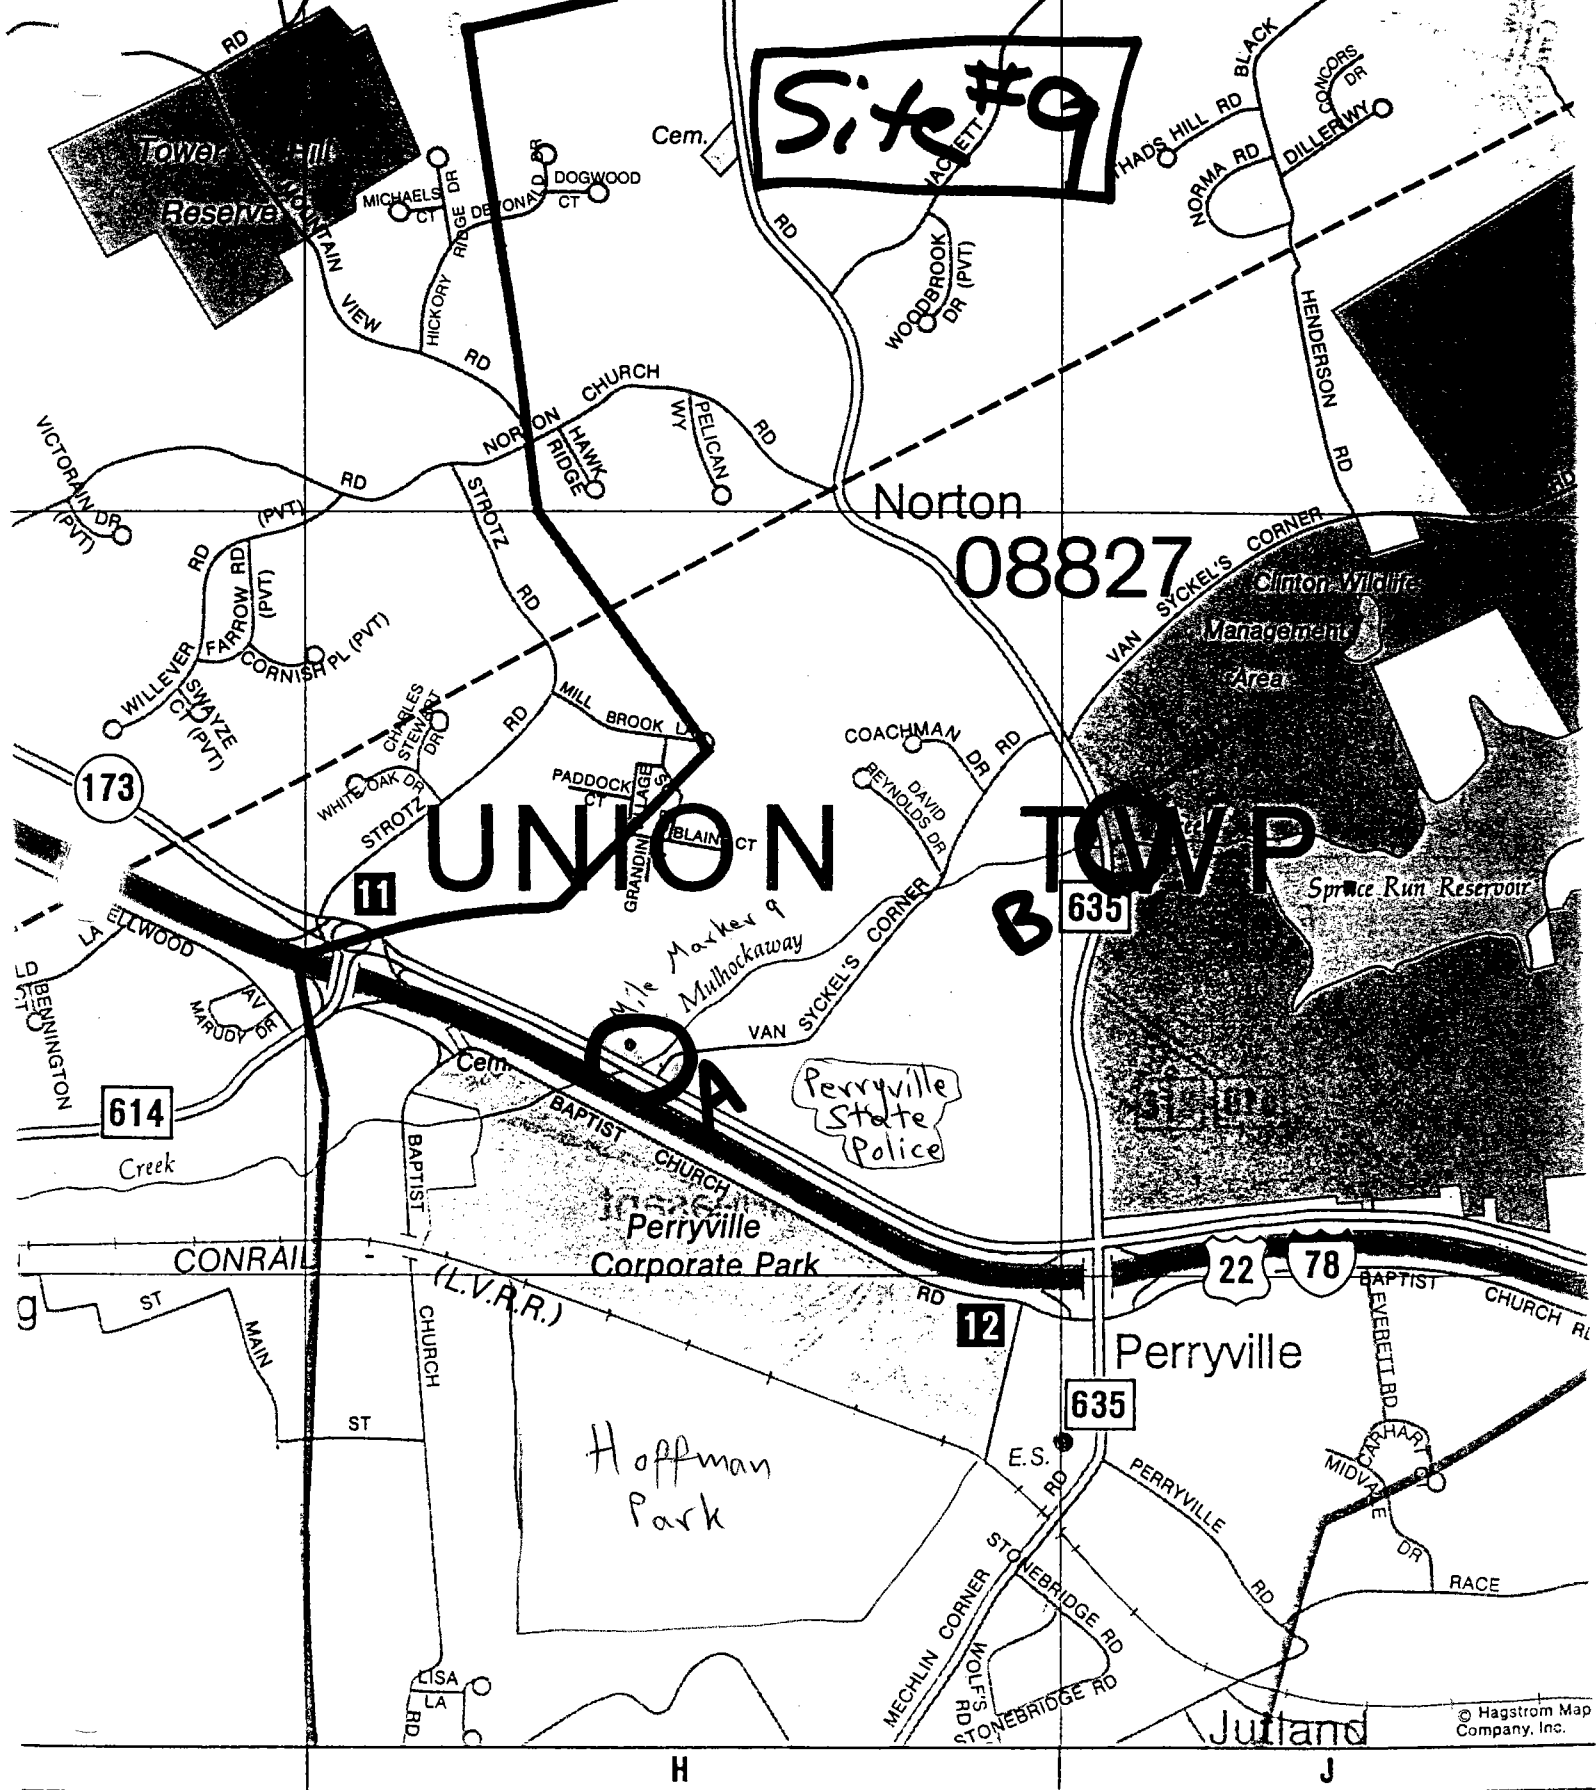 RD
Site #9
BLACK
CONCORS
DR
Tower Hill
Reserve
Cem.
HACKETT
THADS HILL RD
DILLER WY
NORMA RD
MICHAELS
CT
RIDGE DR
DEVONALD DR
DOGWOOD
CT
MOUNTAIN
VIEW
RD
HICKORY
RD
WOODBROOK
DR (PVT)
HENDERSON
RD
NORTON
CHURCH
RD
HAWK
RIDGE
PELICAN
WY
VICTORAIN DR
(PVT)
RD
(PVT)
STROTZ
RD
Norton
08827
RD
VAN SYCKEL'S CORNER
Clinton Wildlife
Management
Area
RD
FARROW RD
(PVT)
CORNISH PL (PVT)
WILLEVER
SWAYZE
CT (PVT)
CHARLES
STEWART
DR
RD
MILL BROOK LA
COACHMAN
DR
RD
REYNOLDS DR
DAVID
173
WHITE OAK DR
STROTZ
PADDOCK
CT
GRANDIN
BLAIN CT
UNION TWP
11
B
635
Spruce Run Reservoir
ELLWOOD
LA
AV
MARUDY DR
BENNINGTON
Mile Marker 9
Mulhockaway
VAN SYCKEL'S CORNER
A
Perryville
State
Police
Cem.
614
Creek
BAPTIST
CHURCH
BAPTIST
CHURCH
RD
Perryville
Corporate Park
CONRAIL
(L.V.R.R.)
g
ST
MAIN
ST
12
22
78
BAPTIST
CHURCH
EVERETT RD
Perryville
635
Hoffman
Park
E.S.
RD
PERRYVILLE
RD
CARHART CT
MIDVALE
DR
RACE
STONEBRIDGE RD
MECHLIN CORNER
WOLF'S
RD
STONEBRIDGE RD
LISA
LA
RD
Jutland
© Hagstrom Map
Company, Inc.
H
J